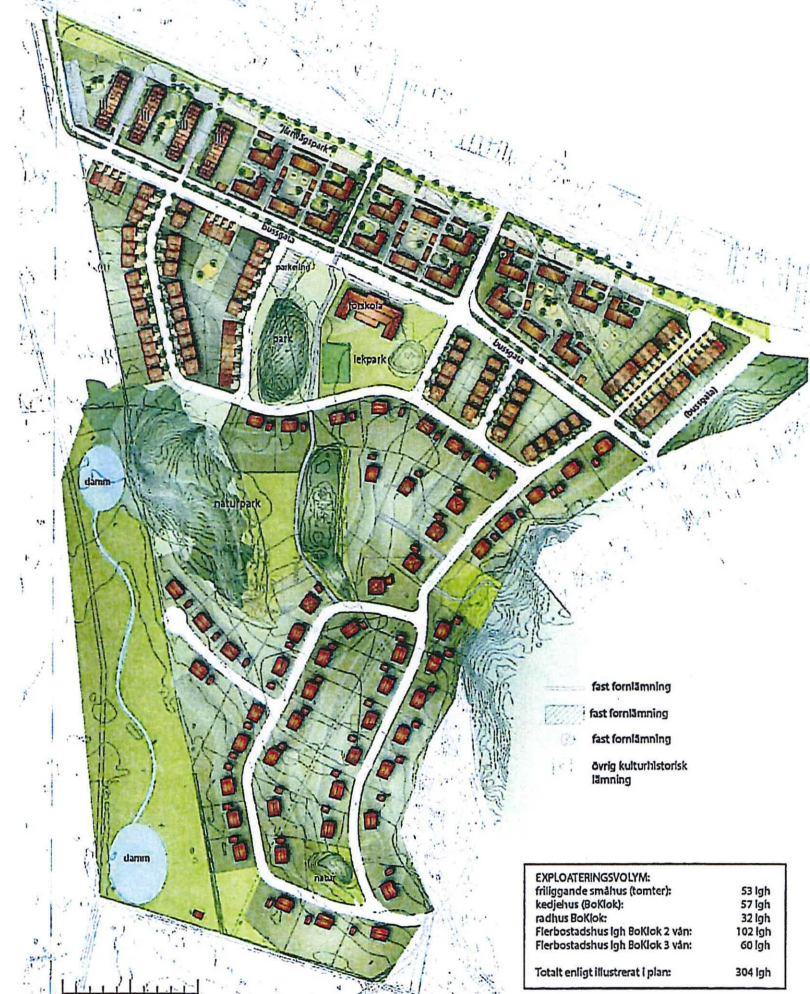 Järnvägspark
bussgata
parkering
förskola
park
lekpark
bussgata
(bussgata)
damm
naturpark
damm
natur
fast fornlämning
fast fornlämning
fast fornlämning
övrig kulturhistorisk
lämning
EXPLOATERINGSVOLYM:
friliggande småhus (tomter): 53 lgh
kedjehus (BoKlok): 57 lgh
radhus BoKlok: 32 lgh
Flerbostadshus lgh BoKlok 2 vån: 102 lgh
Flerbostadshus lgh BoKlok 3 vån: 60 lgh
Totalt enligt illustrerat i plan: 304 lgh